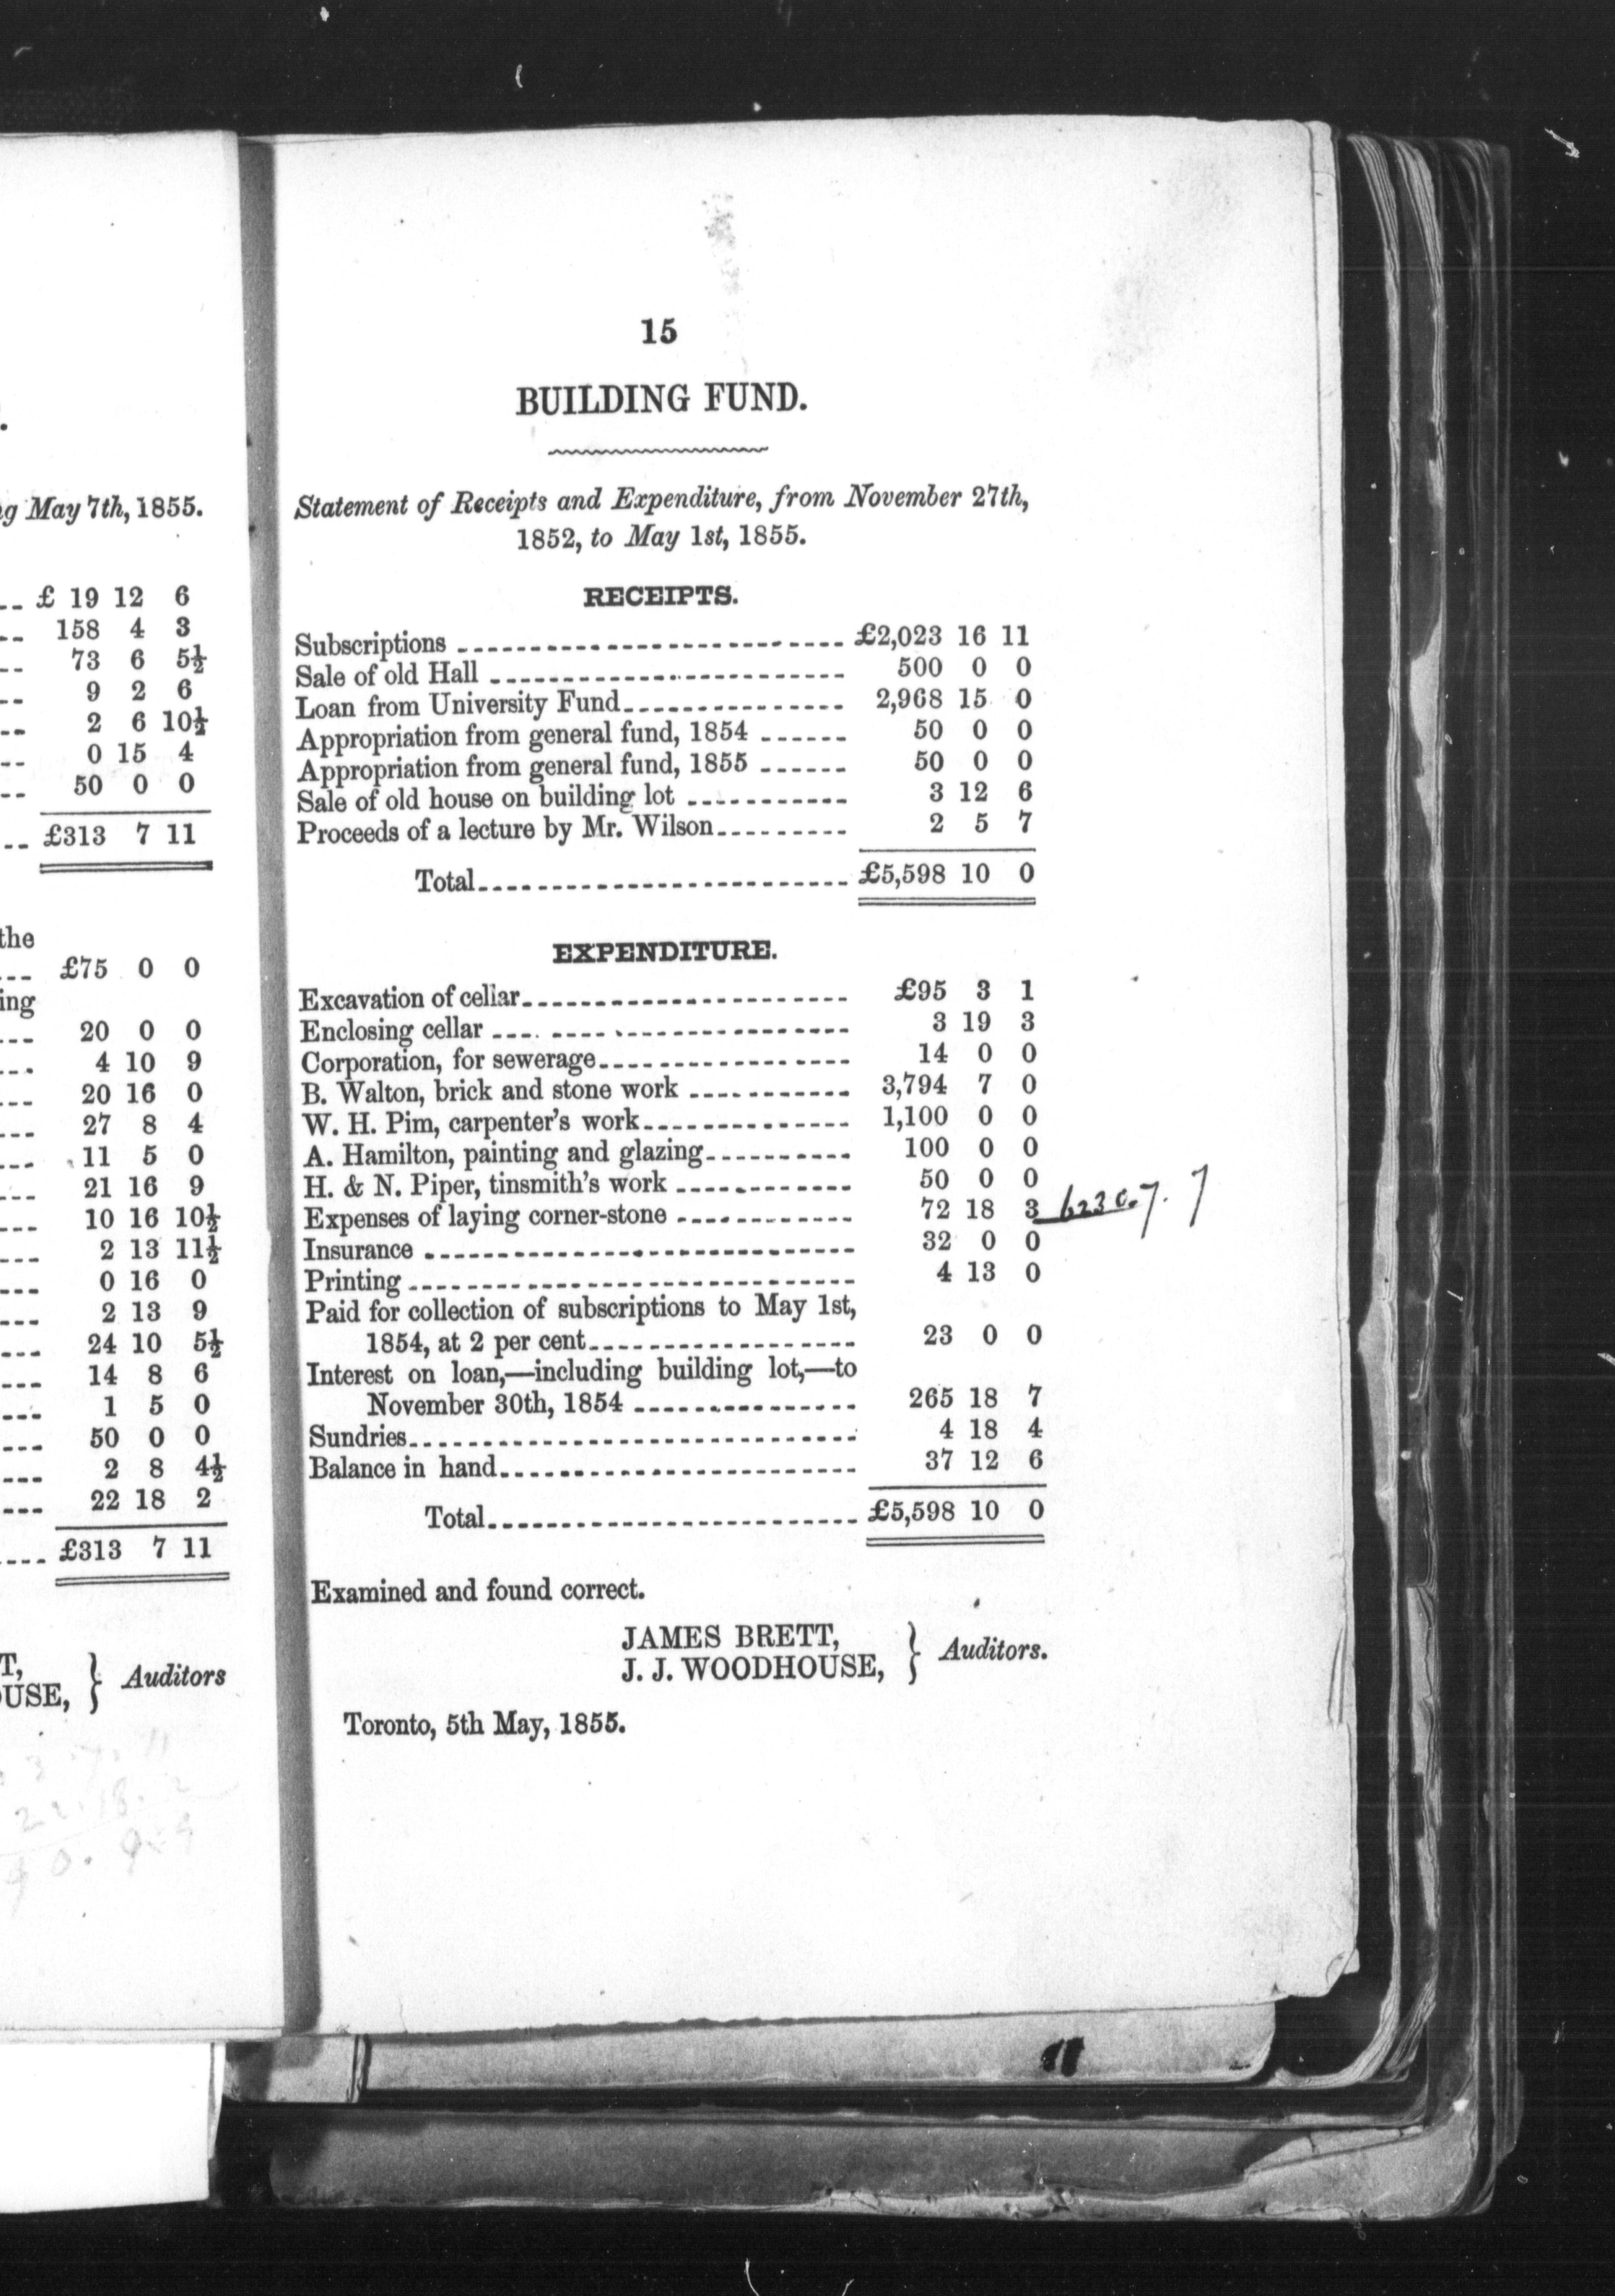 .
g May 7th, 1855.
£ 19 12 6
158 4 3
73 6 5½
9 2 6
2 6 10½
0 15 4
50 0 0
£313 7 11
the
£75 0 0
ing
20 0 0
4 10 9
20 16 0
27 8 4
11 5 0
21 16 9
10 16 10½
2 13 11½
0 16 0
2 13 9
24 10 5½
14 8 6
1 5 0
50 0 0
2 8 4½
22 18 2
£313 7 11
T,
USE, } Auditors
3.7.11
22.18.2
15
BUILDING FUND.
Statement of Receipts and Expenditure, from November 27th,
1852, to May 1st, 1855.
RECEIPTS.
Subscriptions £2,023 16 11
Sale of old Hall 500 0 0
Loan from University Fund 2,968 15 0
Appropriation from general fund, 1854 50 0 0
Appropriation from general fund, 1855 50 0 0
Sale of old house on building lot 3 12 6
Proceeds of a lecture by Mr. Wilson 2 5 7
Total £5,598 10 0
EXPENDITURE.
Excavation of cellar £95 3 1
Enclosing cellar 3 19 3
Corporation, for sewerage 14 0 0
B. Walton, brick and stone work 3,794 7 0
W. H. Pim, carpenter's work 1,100 0 0
A. Hamilton, painting and glazing 100 0 0
H. & N. Piper, tinsmith's work 50 0 0
Expenses of laying corner-stone 72 18 3 5230.7.7
Insurance 32 0 0
Printing 4 13 0
Paid for collection of subscriptions to May 1st,
1854, at 2 per cent 23 0 0
Interest on loan,—including building lot,—to
November 30th, 1854 265 18 7
Sundries 4 18 4
Balance in hand 37 12 6
Total £5,598 10 0
Examined and found correct.
JAMES BRETT,
J. J. WOODHOUSE, } Auditors.
Toronto, 5th May, 1855.